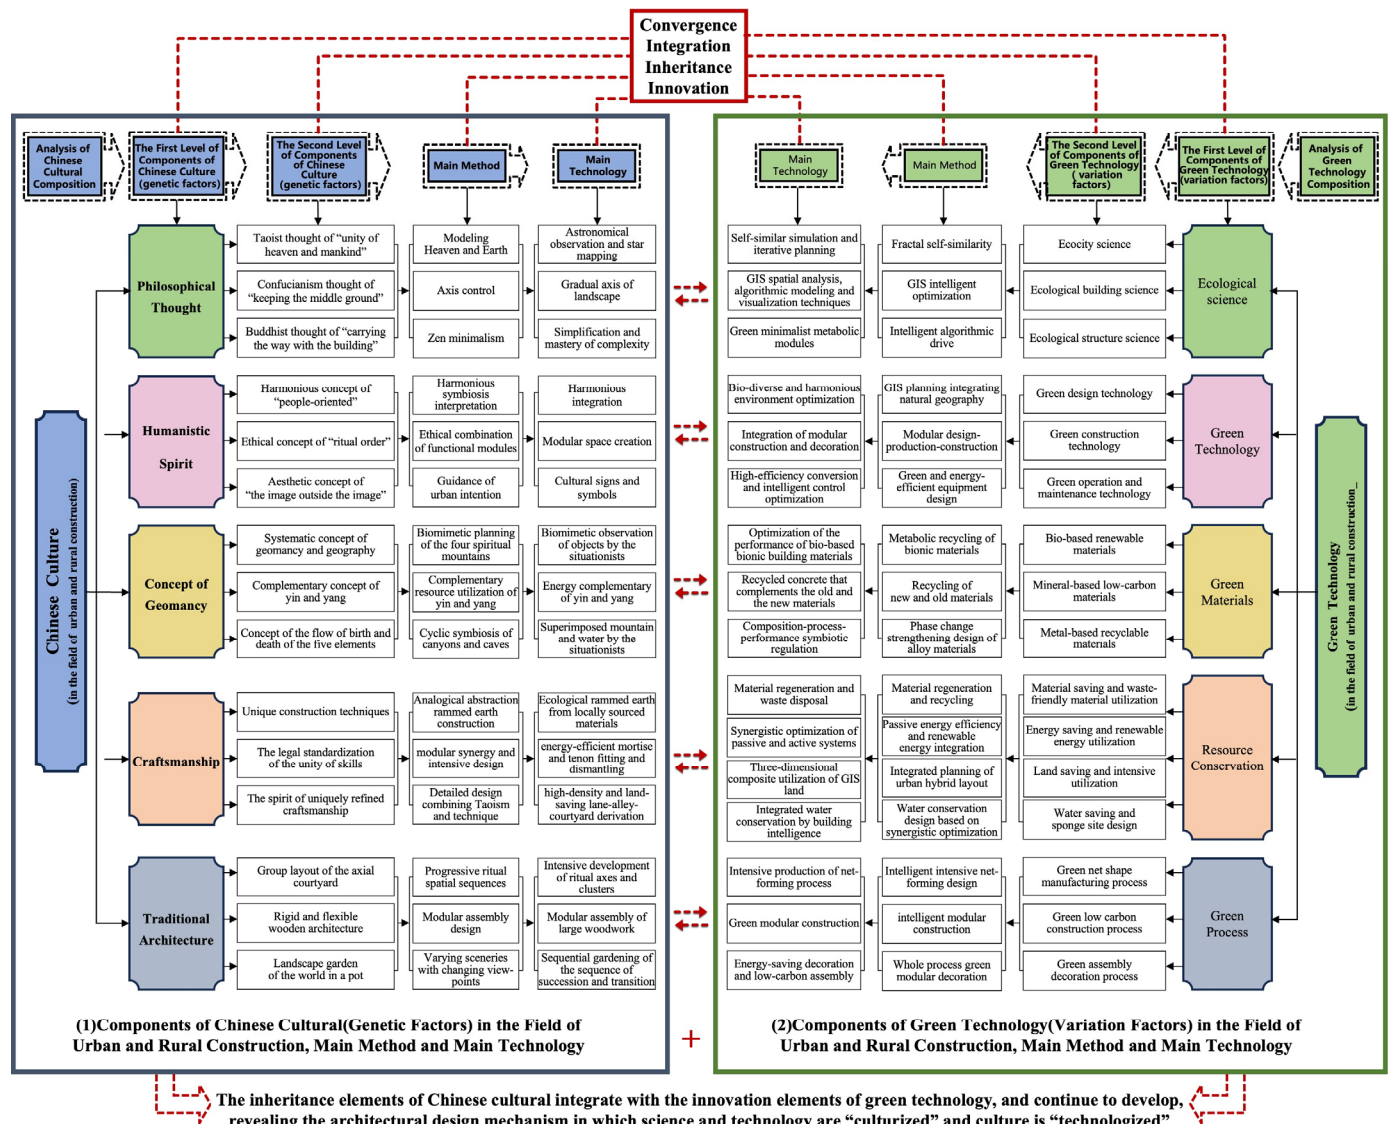 Convergence
Integration
Inheritance
Innovation
Analysis of
Chinese
Cultural
Composition
The First Level of
Components of
Chinese Culture
(genetic factors)
The Second Level
of Components
of Chinese
Culture
(genetic factors)
Main Method
Main
Technology
Main
Technology
Main Method
The Second Level
of Components of
Green Technology
( variation
factors)
The First Level of
Components of
Green Technology
(variation factors)
Analysis of
Green
Technology
Composition
Chinese Culture
(in the field of urban and rural construction)
Philosophical
Thought
Taoist thought of “unity of
heaven and mankind”
Modeling
Heaven and Earth
Astronomical
observation and star
mapping
Confucianism thought of
“keeping the middle ground”
Axis control
Gradual axis of
landscape
Buddhist thought of “carrying
the way with the building”
Zen minimalism
Simplification and
mastery of complexity
Humanistic
Spirit
Harmonious concept of
“people-oriented”
Harmonious
symbiosis
interpretation
Harmonious
integration
Ethical concept of “ritual order”
Ethical combination
of functional modules
Modular space creation
Aesthetic concept of
“the image outside the image”
Guidance of
urban intention
Cultural signs and
symbols
Concept of
Geomancy
Systematic concept of
geomancy and geography
Biomimetic planning
of the four spiritual
mountains
Biomimetic observation
of objects by the
situationists
Complementary concept of
yin and yang
Complementary
resource utilization of
yin and yang
Energy complementary
of yin and yang
Concept of the flow of birth and
death of the five elements
Cyclic symbiosis of
canyons and caves
Superimposed mountain
and water by the
situationists
Craftsmanship
Unique construction techniques
Analogical abstraction
rammed earth
construction
Ecological rammed earth
from locally sourced
materials
The legal standardization
of the unity of skills
modular synergy and
intensive design
energy-efficient mortise
and tenon fitting and
dismantling
The spirit of uniquely refined
craftsmanship
Detailed design
combining Taoism
and technique
high-density and land-
saving lane-alley-
courtyard derivation
Traditional
Architecture
Group layout of the axial
courtyard
Progressive ritual
spatial sequences
Intensive development
of ritual axes and
clusters
Rigid and flexible
wooden architecture
Modular assembly
design
Modular assembly of
large woodwork
Landscape garden
of the world in a pot
Varying sceneries
with changing view-
points
Sequential gardening of
the sequence of
succession and transition
(1)Components of Chinese Cultural(Genetic Factors) in the Field of
Urban and Rural Construction, Main Method and Main Technology
+
Self-similar simulation and
iterative planning
Fractal self-similarity
Ecocity science
Ecological
science
GIS spatial analysis,
algorithmic modeling and
visualization techniques
GIS intelligent
optimization
Ecological building science
Green minimalist metabolic
modules
Intelligent algorithmic
drive
Ecological structure science
Bio-diverse and harmonious
environment optimization
GIS planning integrating
natural geography
Green design technology
Green
Technology
Integration of modular
construction and decoration
Modular design-
production-construction
Green construction
technology
High-efficiency conversion
and intelligent control
optimization
Green and energy-
efficient equipment
design
Green operation and
maintenance technology
Optimization of the
performance of bio-based
bionic building materials
Metabolic recycling of
bionic materials
Bio-based renewable
materials
Green
Materials
Recycled concrete that
complements the old and
the new materials
Recycling of
new and old materials
Mineral-based low-carbon
materials
Composition-process-
performance symbiotic
regulation
Phase change
strengthening design of
alloy materials
Metal-based recyclable
materials
Material regeneration and
waste disposal
Material regeneration
and recycling
Material saving and waste-
friendly material utilization
Resource
Conservation
Synergistic optimization of
passive and active systems
Passive energy efficiency
and renewable
energy integration
Energy saving and renewable
energy utilization
Three-dimensional
composite utilization of GIS
land
Integrated planning of
urban hybrid layout
Land saving and intensive
utilization
Integrated water
conservation by building
intelligence
Water conservation
design based on
synergistic optimization
Water saving and
sponge site design
Intensive production of net-
forming process
Intelligent intensive net-
forming design
Green net shape
manufacturing process
Green
Process
Green modular construction
intelligent modular
construction
Green low carbon
construction process
Energy-saving decoration
and low-carbon assembly
Whole process green
modular decoration
Green assembly
decoration process
Green Technology
(in the field of urban and rural construction_
(2)Components of Green Technology(Variation Factors) in the Field of
Urban and Rural Construction, Main Method and Main Technology
The inheritance elements of Chinese cultural integrate with the innovation elements of green technology, and continue to develop,
revealing the architectural design mechanism in which science and technology are “culturized” and culture is “technologized”